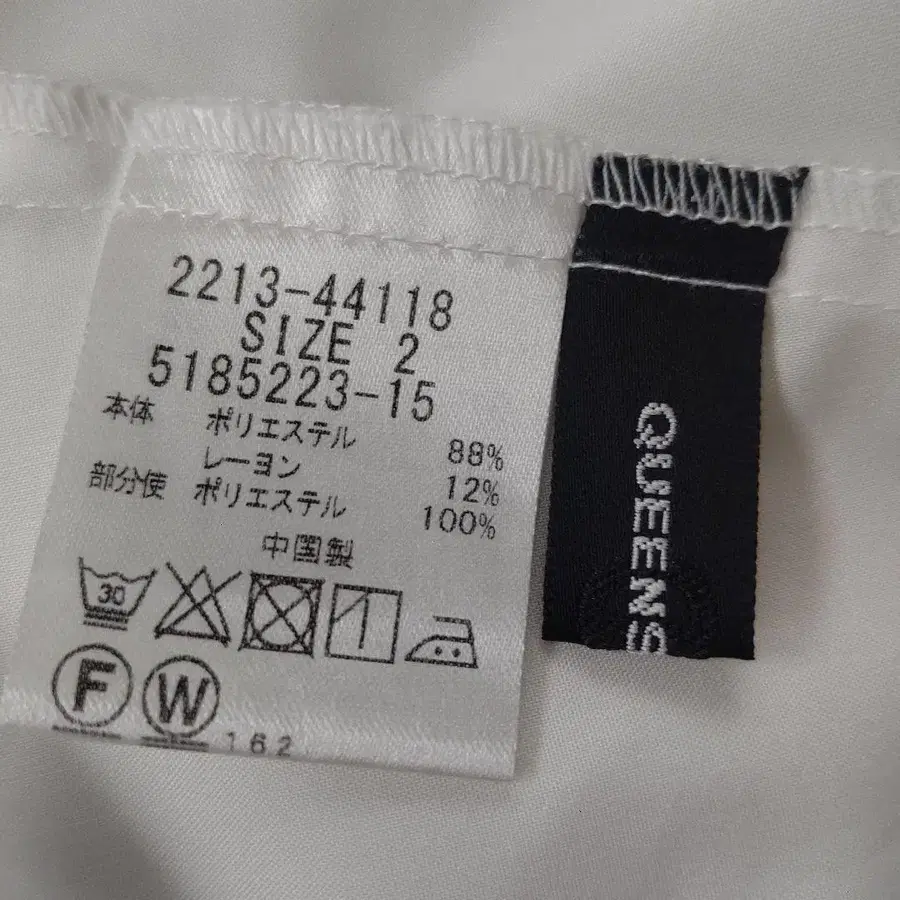 2213-44118
SIZE 2
5185223-15
本体 ポリエステル 88%
レーヨン 12%
部分使 ポリエステル 100%
中国製
30
F W
162
QUEENS